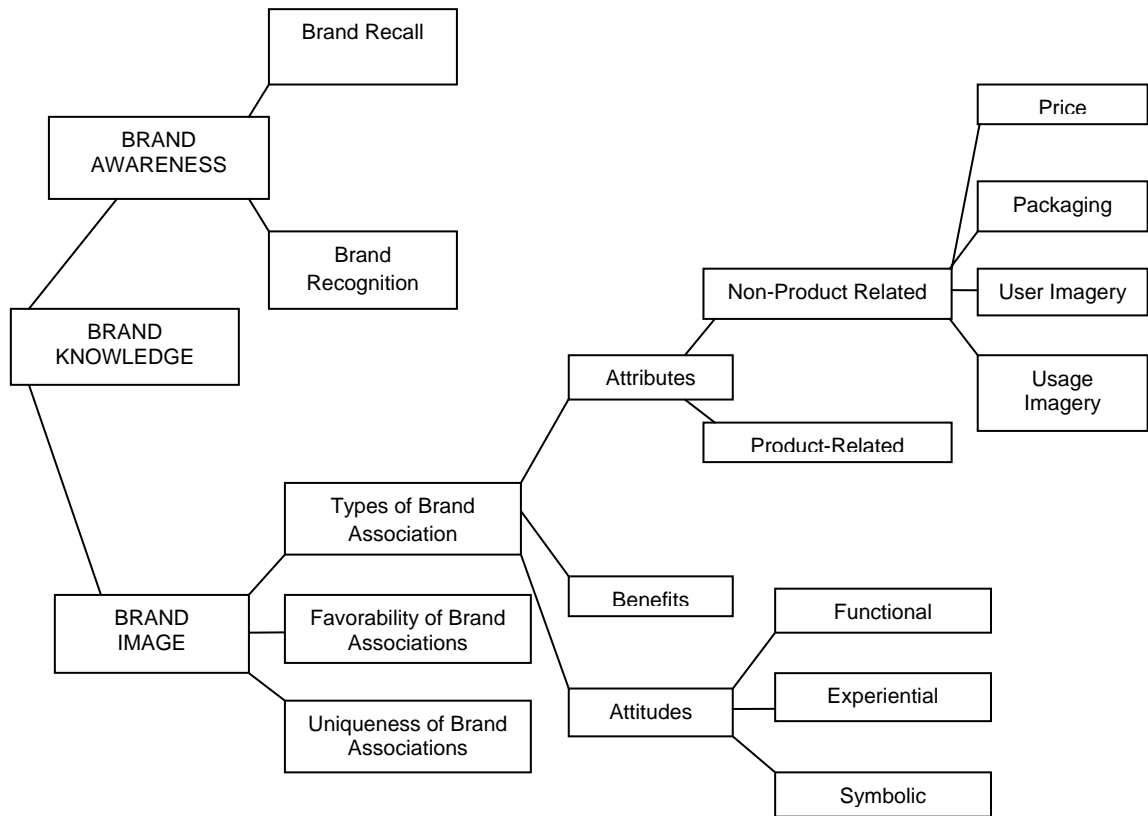 Brand Recall
Price
BRAND
AWARENESS
Packaging
Brand
Recognition
Non-Product Related
User Imagery
BRAND
KNOWLEDGE
Attributes
Usage
Imagery
Product-Related
Types of Brand
Association
Benefits
Functional
BRAND
IMAGE
Favorability of Brand
Associations
Experiential
Attitudes
Uniqueness of Brand
Associations
Symbolic